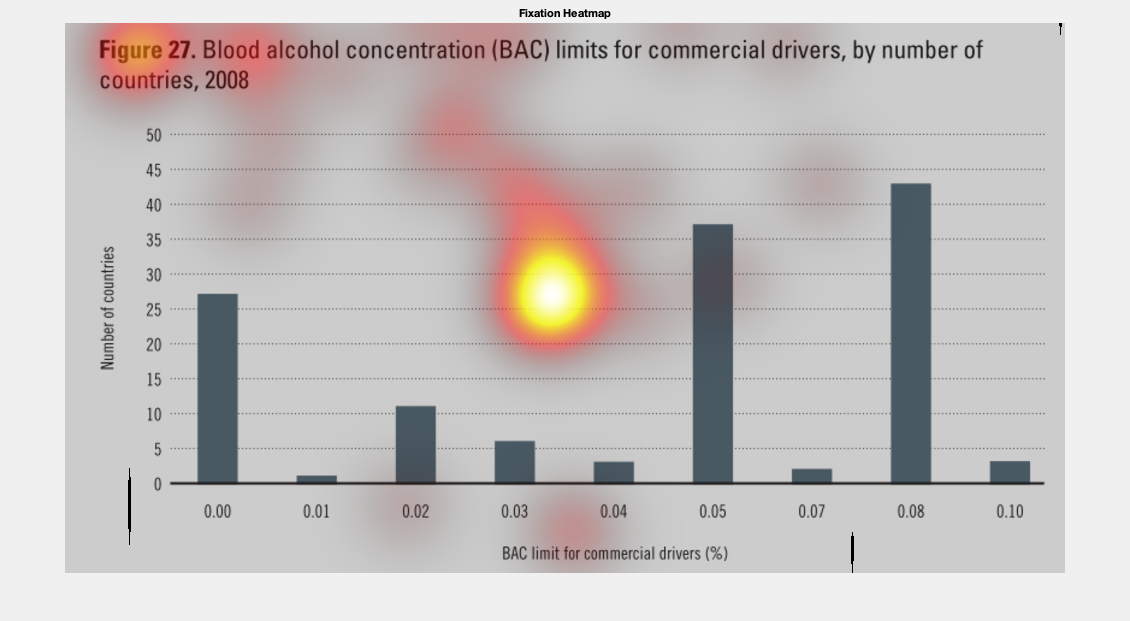 Fixation Heatmap
Figure 27. Blood alcohol concentration (BAC) limits for commercial drivers, by number of
countries, 2008
50
45
40
35
30
25
20
15
10
5
0
Number of countries
0.00 0.01 0.02 0.03 0.04 0.05 0.07 0.08 0.10
BAC limit for commercial drivers (%)